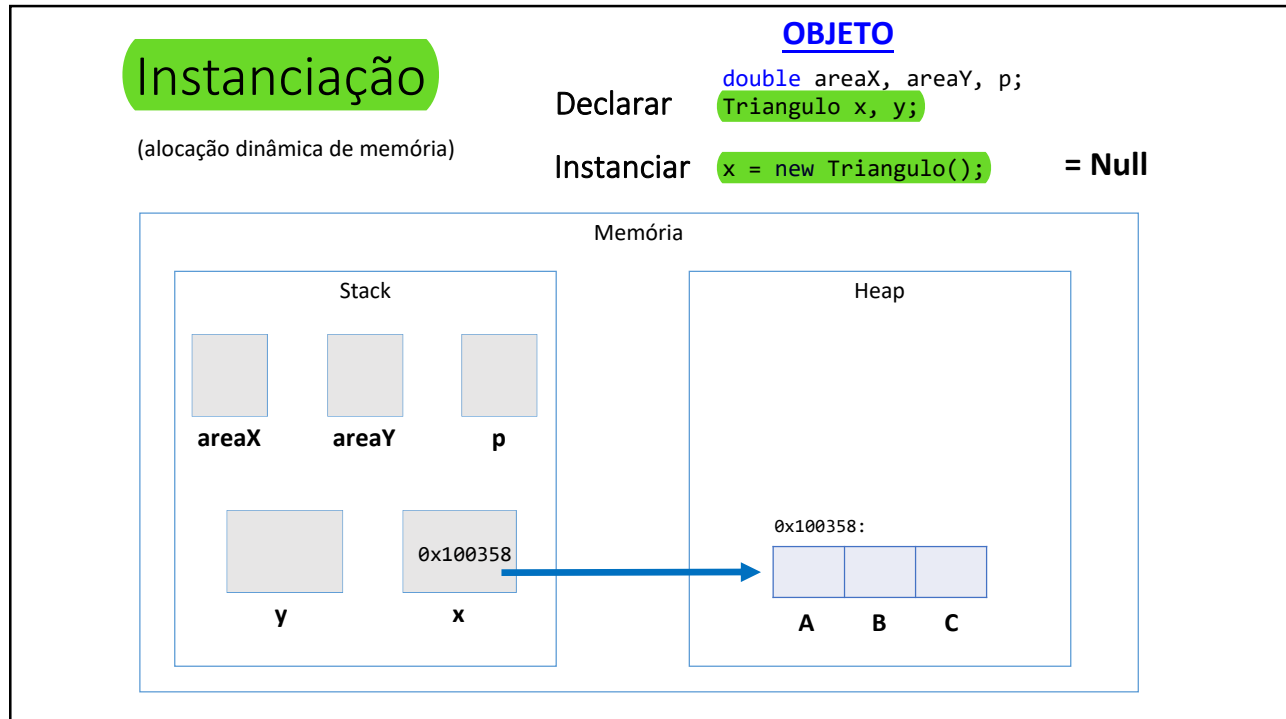 OBJETO
Instanciação
(alocação dinâmica de memória)
Declarar
double areaX, areaY, p;
Triangulo x, y;
Instanciar
x = new Triangulo();
= Null
Memória
Stack
areaX areaY p
0x100358
y x
Heap
0x100358:
A B C